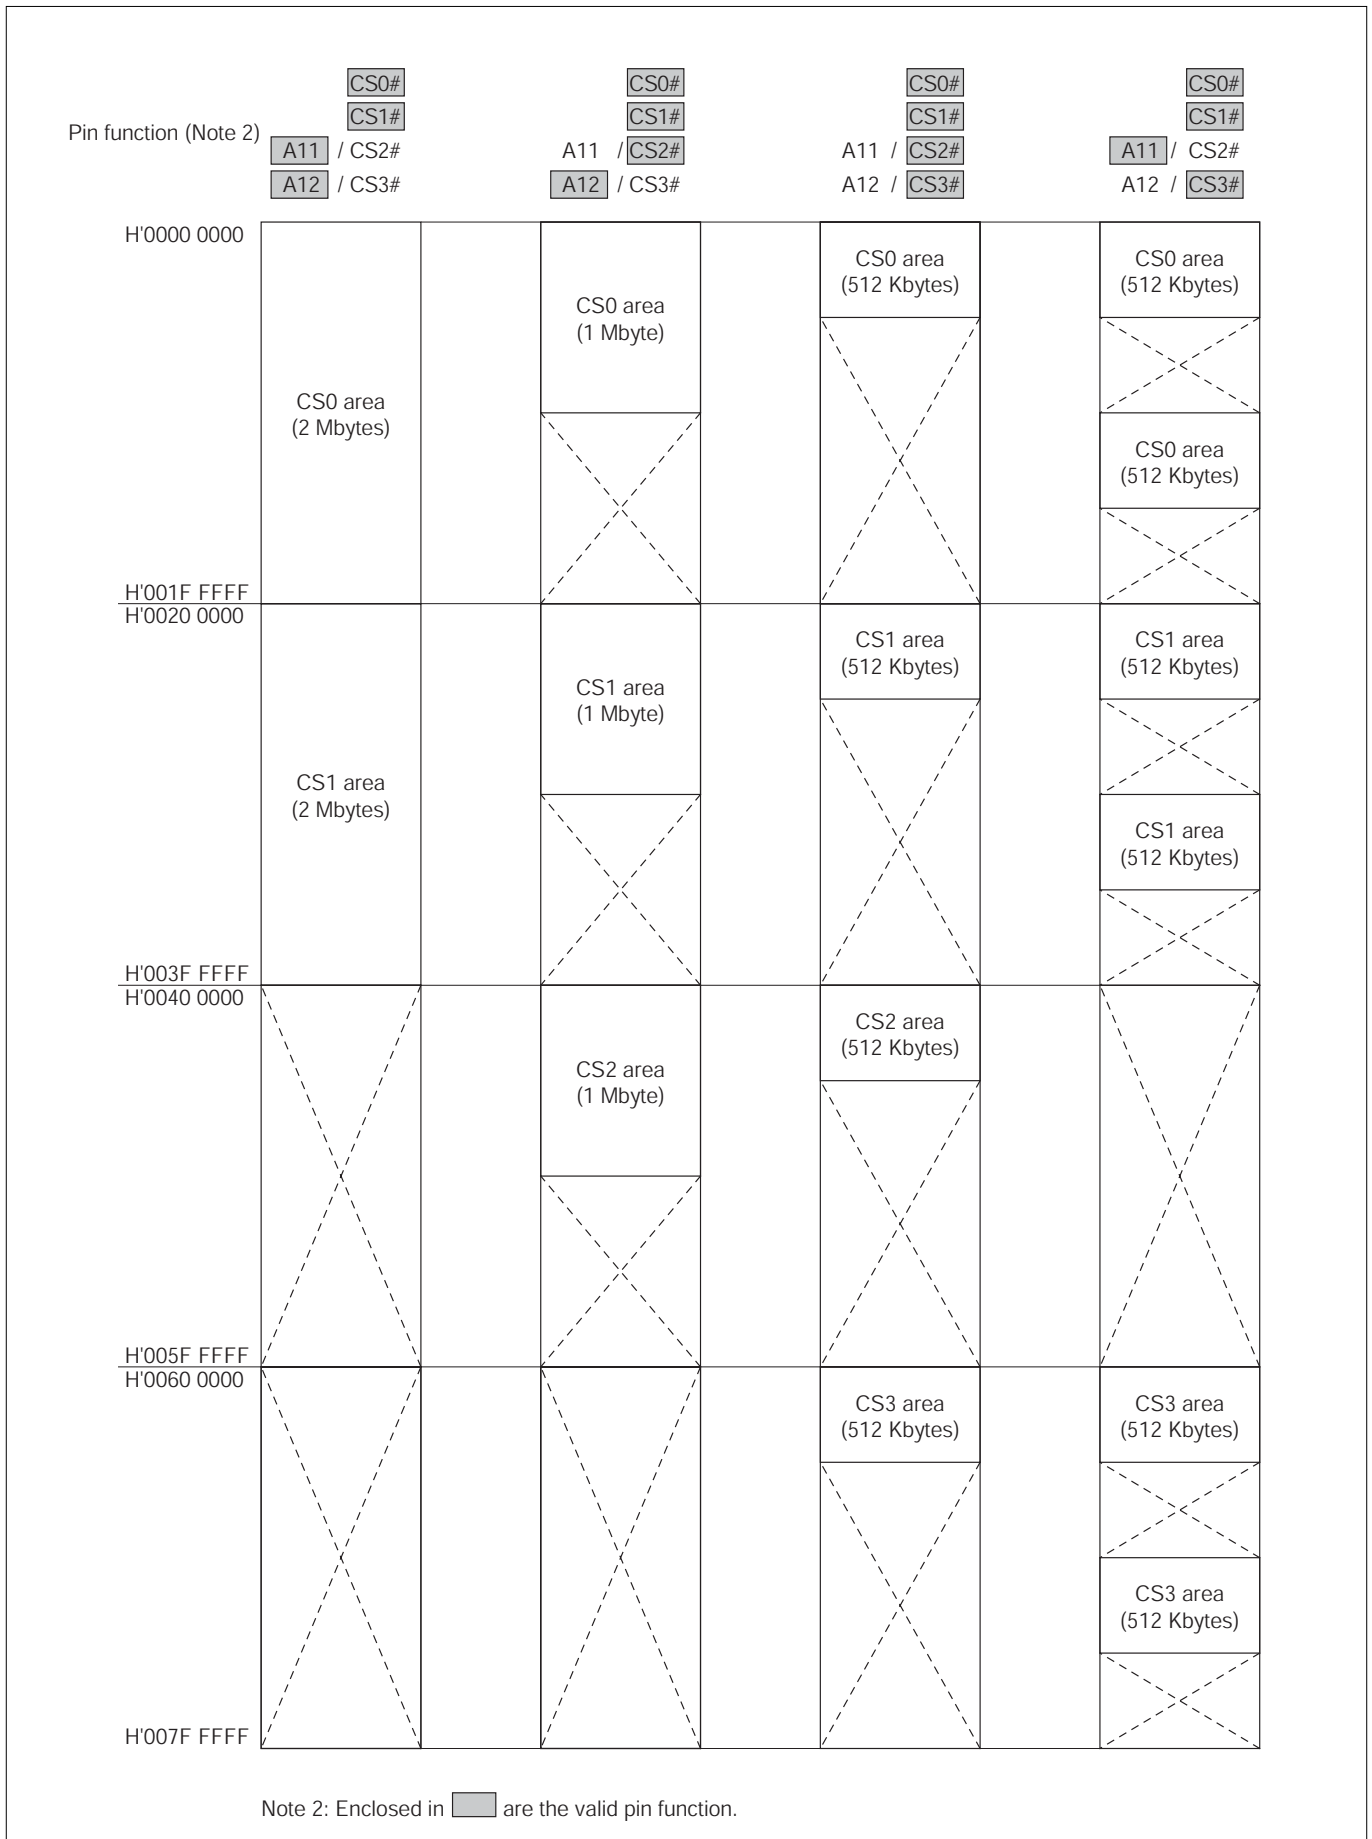 CS0# CS0# CS0# CS0#
CS1# CS1# CS1# CS1#
Pin function (Note 2)
A11 / CS2# A11 / CS2# A11 / CS2# A11 / CS2#
A12 / CS3# A12 / CS3# A12 / CS3# A12 / CS3#
H'0000 0000
CS0 area
(2 Mbytes)
CS0 area
(1 Mbyte)
CS0 area
(512 Kbytes)
CS0 area
(512 Kbytes)
CS0 area
(512 Kbytes)
H'001F FFFF
H'0020 0000
CS1 area
(2 Mbytes)
CS1 area
(1 Mbyte)
CS1 area
(512 Kbytes)
CS1 area
(512 Kbytes)
CS1 area
(512 Kbytes)
H'003F FFFF
H'0040 0000
CS2 area
(1 Mbyte)
CS2 area
(512 Kbytes)
H'005F FFFF
H'0060 0000
CS3 area
(512 Kbytes)
CS3 area
(512 Kbytes)
CS3 area
(512 Kbytes)
H'007F FFFF
Note 2: Enclosed in are the valid pin function.